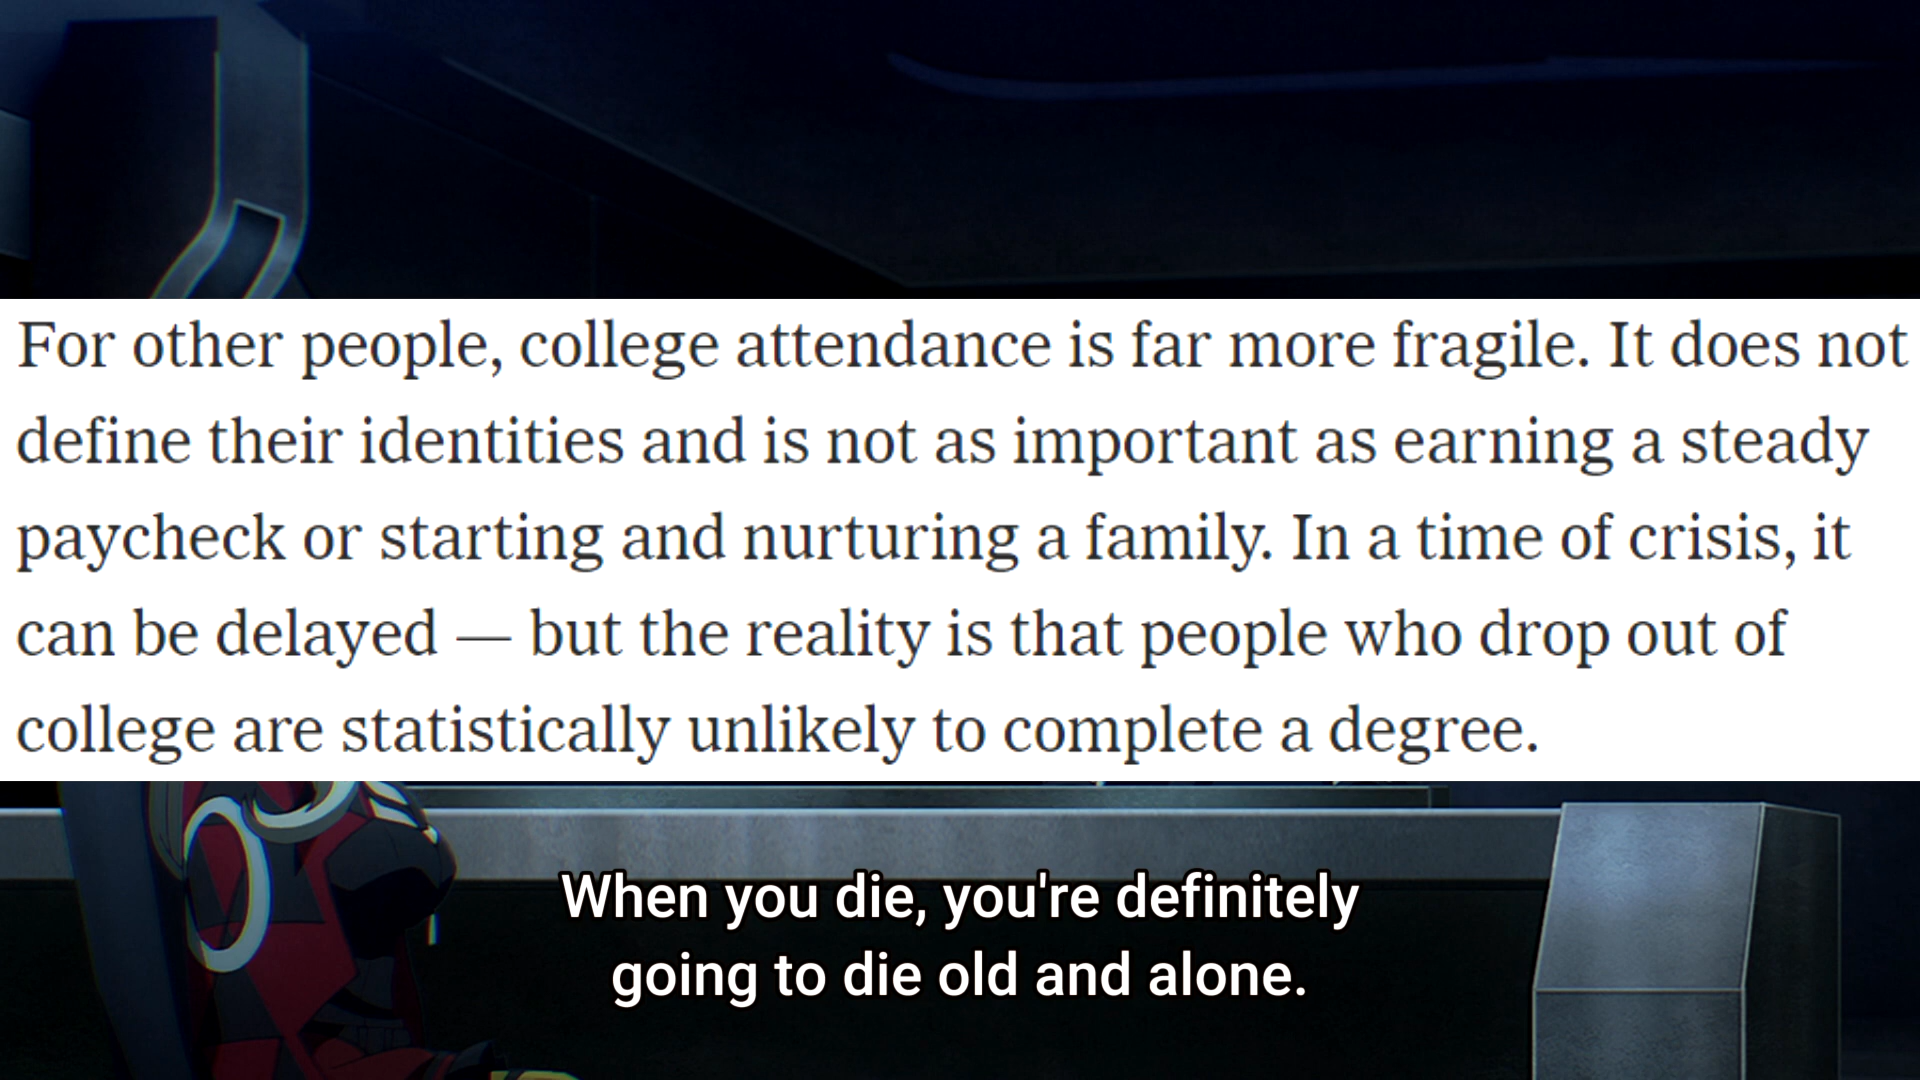 For other people, college attendance is far more fragile. It does not
define their identities and is not as important as earning a steady
paycheck or starting and nurturing a family. In a time of crisis, it
can be delayed — but the reality is that people who drop out of
college are statistically unlikely to complete a degree.
When you die, you're definitely
going to die old and alone.